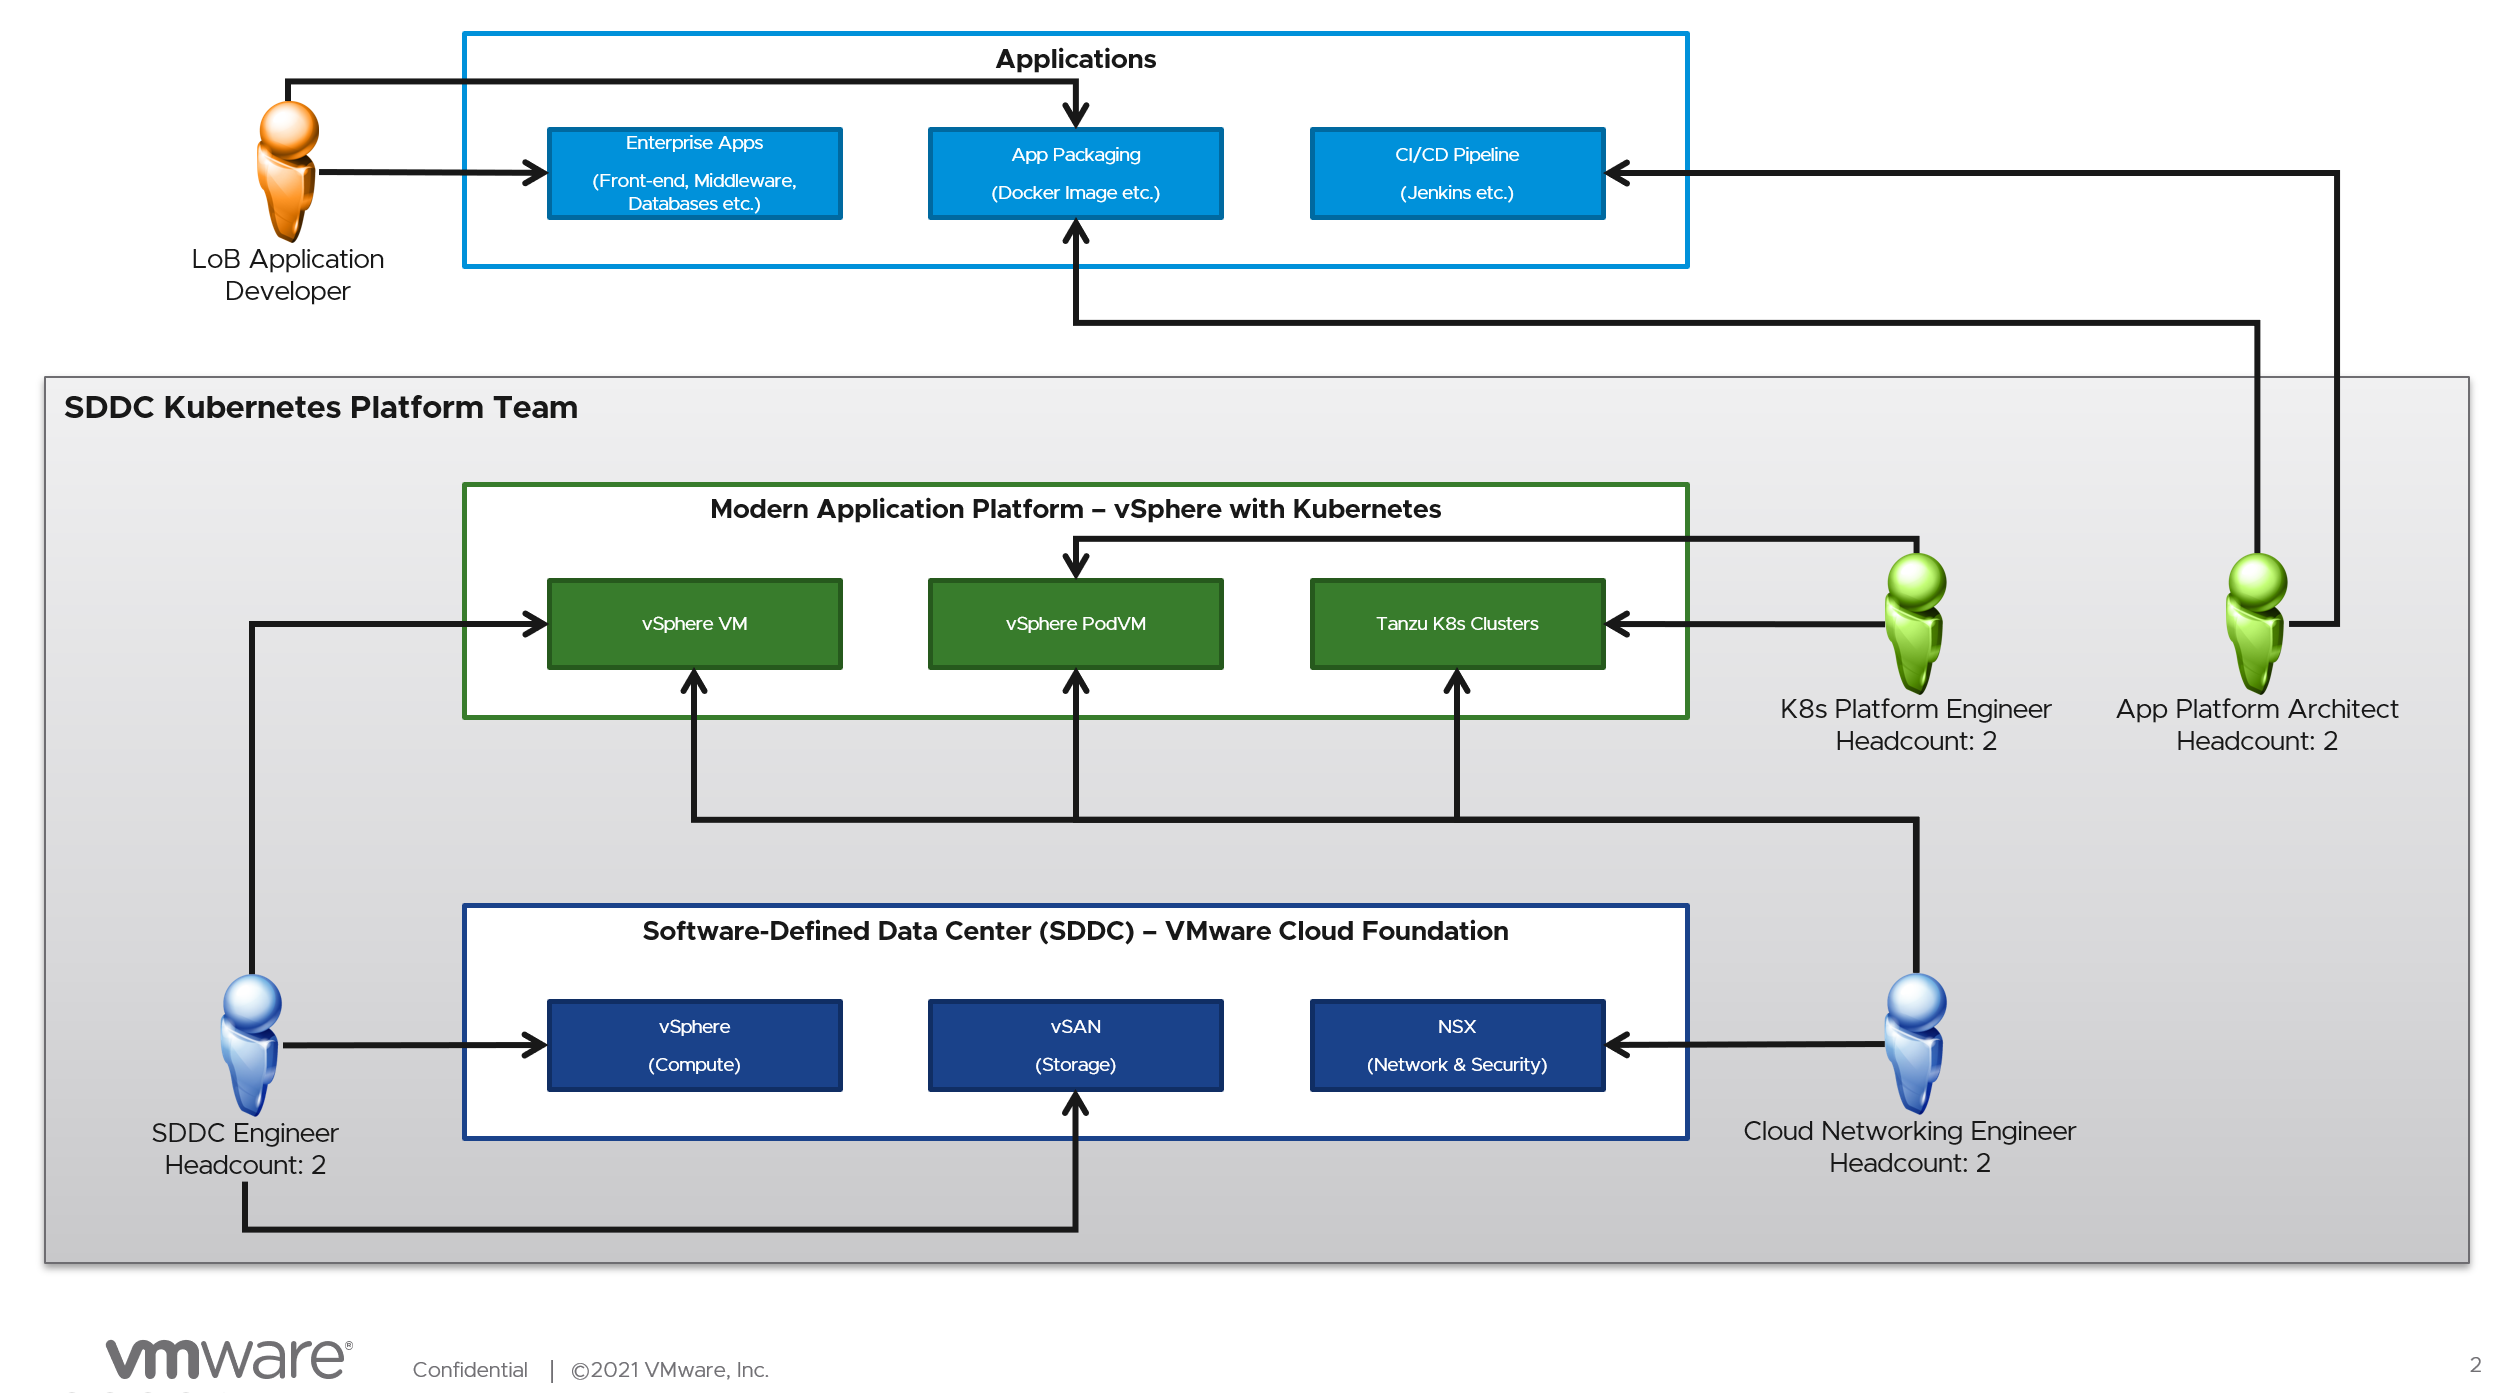 Applications
Enterprise Apps
(Front-end, Middleware,
Databases etc.)
App Packaging
(Docker Image etc.)
CI/CD Pipeline
(Jenkins etc.)
LoB Application
Developer
SDDC Kubernetes Platform Team
Modern Application Platform – vSphere with Kubernetes
vSphere VM
vSphere PodVM
Tanzu K8s Clusters
K8s Platform Engineer
Headcount: 2
App Platform Architect
Headcount: 2
Software-Defined Data Center (SDDC) – VMware Cloud Foundation
vSphere
(Compute)
vSAN
(Storage)
NSX
(Network & Security)
SDDC Engineer
Headcount: 2
Cloud Networking Engineer
Headcount: 2
vmware®
Confidential | ©2021 VMware, Inc.
2